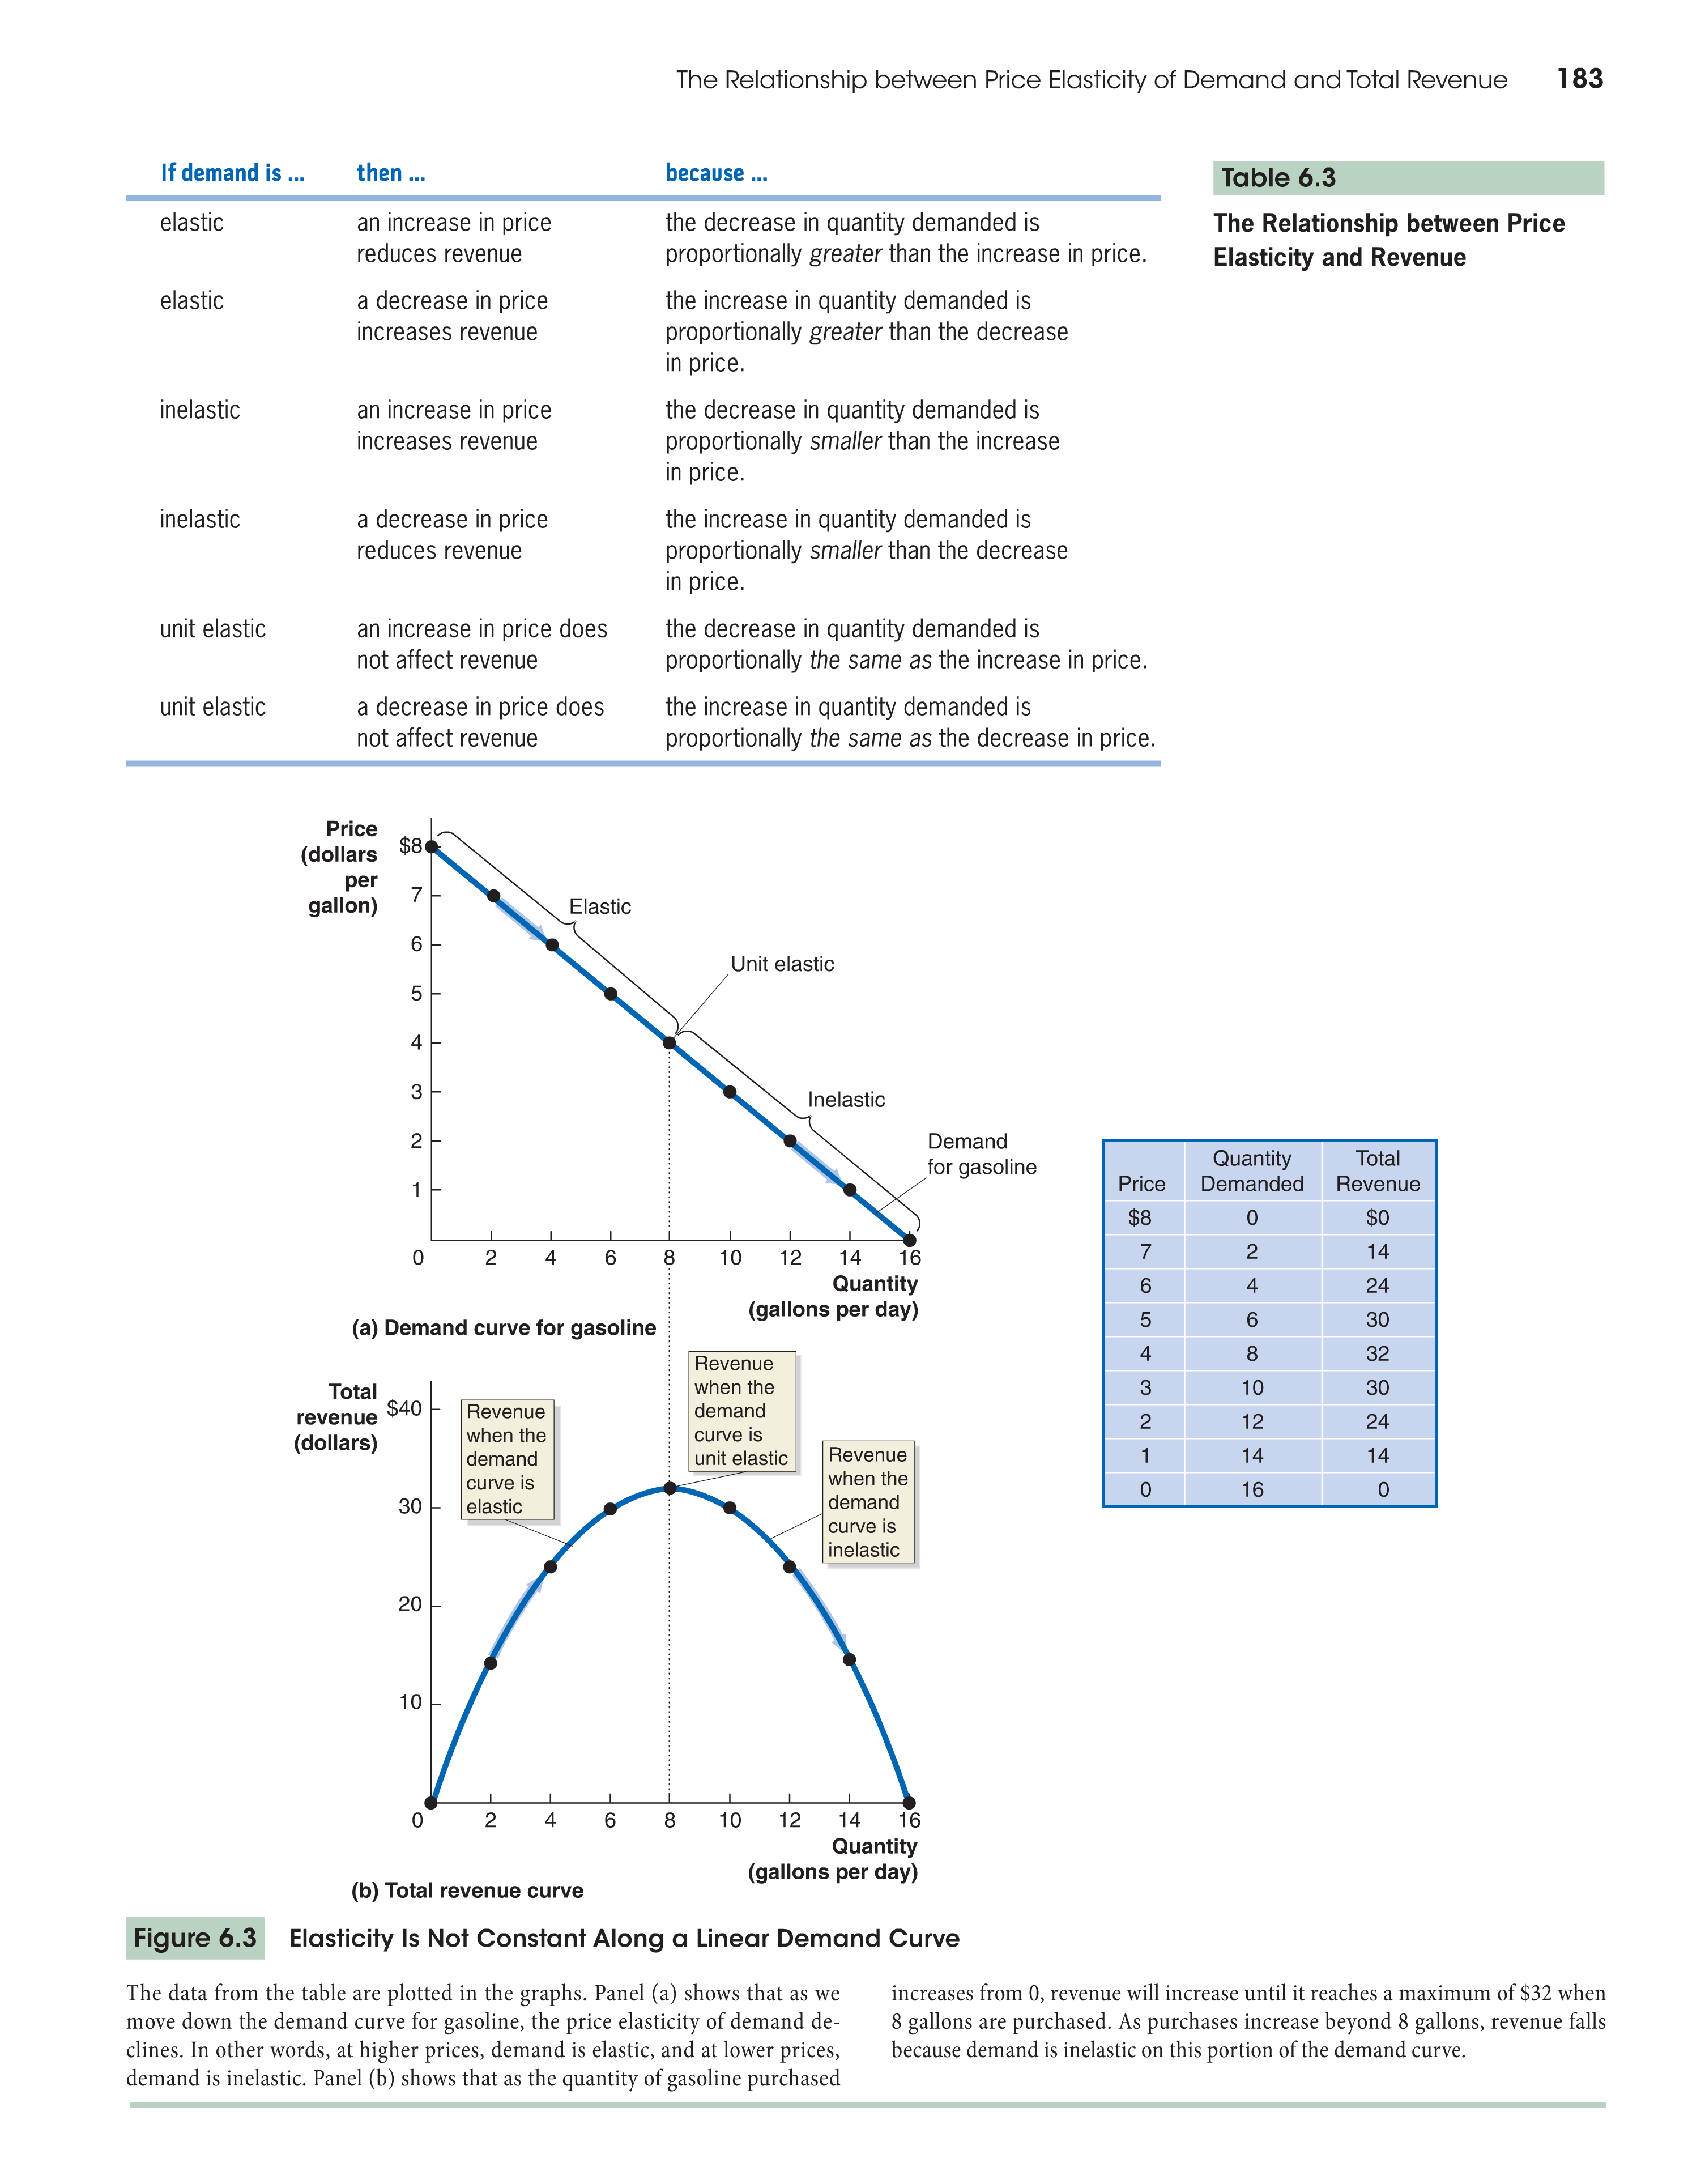 The Relationship between Price Elasticity of Demand and Total Revenue 183
If demand is ... then ... because ...
elastic an increase in price the decrease in quantity demanded is
reduces revenue proportionally greater than the increase in price.
elastic a decrease in price the increase in quantity demanded is
increases revenue proportionally greater than the decrease
in price.
inelastic an increase in price the decrease in quantity demanded is
increases revenue proportionally smaller than the increase
in price.
inelastic a decrease in price the increase in quantity demanded is
reduces revenue proportionally smaller than the decrease
in price.
unit elastic an increase in price does the decrease in quantity demanded is
not affect revenue proportionally the same as the increase in price.
unit elastic a decrease in price does the increase in quantity demanded is
not affect revenue proportionally the same as the decrease in price.
Table 6.3
The Relationship between Price
Elasticity and Revenue
Price
(dollars
per
gallon)
$8
7
6
5
4
3
2
1
Elastic
Unit elastic
Inelastic
Demand
for gasoline
0 2 4 6 8 10 12 14 16
Quantity
(gallons per day)
(a) Demand curve for gasoline
Total
revenue
(dollars)
$40
30
20
10
Revenue
when the
demand
curve is
elastic
Revenue
when the
demand
curve is
unit elastic
Revenue
when the
demand
curve is
inelastic
0 2 4 6 8 10 12 14 16
Quantity
(gallons per day)
(b) Total revenue curve
Quantity Total
Price Demanded Revenue
$8 0 $0
7 2 14
6 4 24
5 6 30
4 8 32
3 10 30
2 12 24
1 14 14
0 16 0
Figure 6.3 Elasticity Is Not Constant Along a Linear Demand Curve
The data from the table are plotted in the graphs. Panel (a) shows that as we
move down the demand curve for gasoline, the price elasticity of demand de-
clines. In other words, at higher prices, demand is elastic, and at lower prices,
demand is inelastic. Panel (b) shows that as the quantity of gasoline purchased
increases from 0, revenue will increase until it reaches a maximum of $32 when
8 gallons are purchased. As purchases increase beyond 8 gallons, revenue falls
because demand is inelastic on this portion of the demand curve.